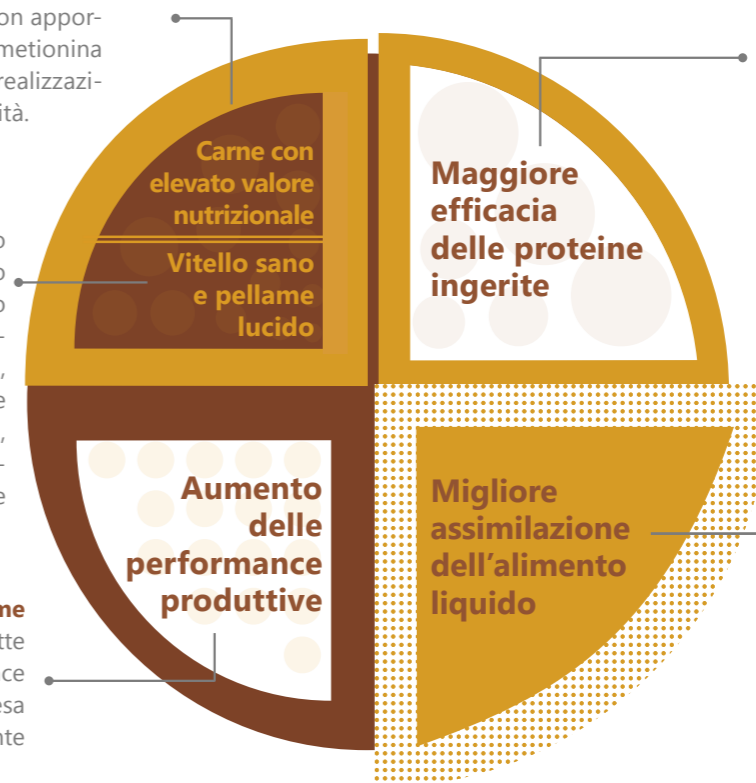 on appor-
metionina
realizzazi-
ità.
Carne con
elevato valore
nutrizionale
Vitello sano
e pellame
lucido
Maggiore
efficacia
delle proteine
ingerite
o
o
o
-
,
e
,
-
e
Aumento
delle
performance
produttive
Migliore
assimilazione
dell'alimento
liquido
me
tte
nce
esa
nte